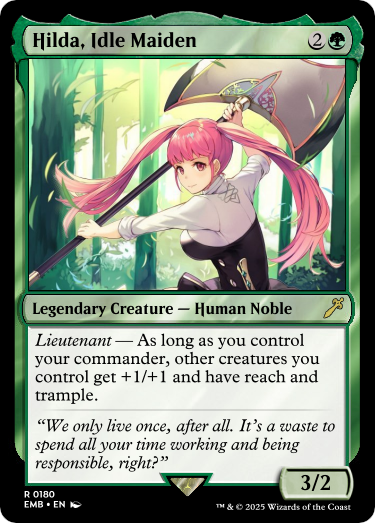 Hilda, Idle Maiden 2
Legendary Creature — Human Noble
Lieutenant — As long as you control
your commander, other creatures you
control get +1/+1 and have reach and
trample.
“We only live once, after all. It’s a waste to
spend all your time working and being
responsible, right?”
3/2
R 0180
EMB • EN
™ & © 2025 Wizards of the Coast